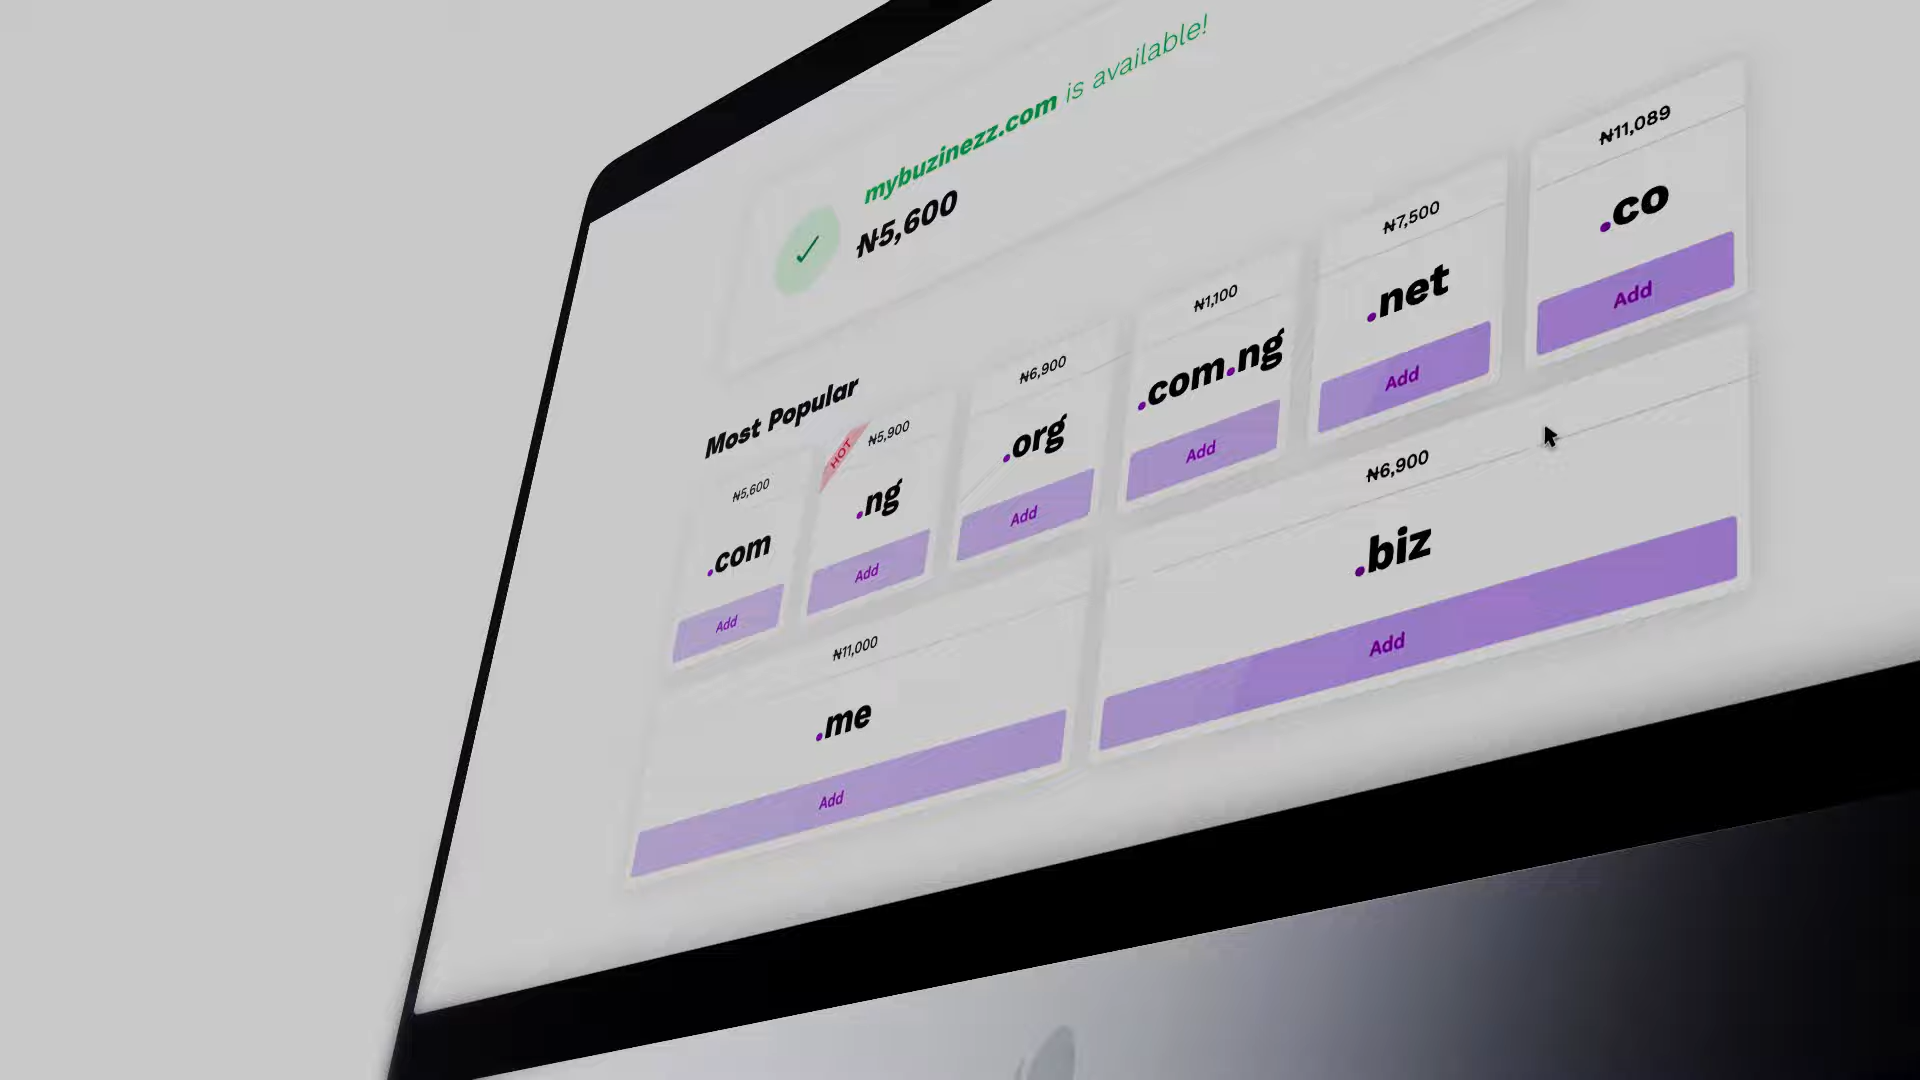 mybuzinezz.com is available!
₦5,600
Most Popular
₦5,600
.com
Add
HOT
₦5,900
.ng
Add
₦6,900
.org
Add
₦1,100
.com.ng
Add
₦7,500
.net
Add
₦11,089
.co
Add
₦11,000
.me
Add
₦6,900
.biz
Add